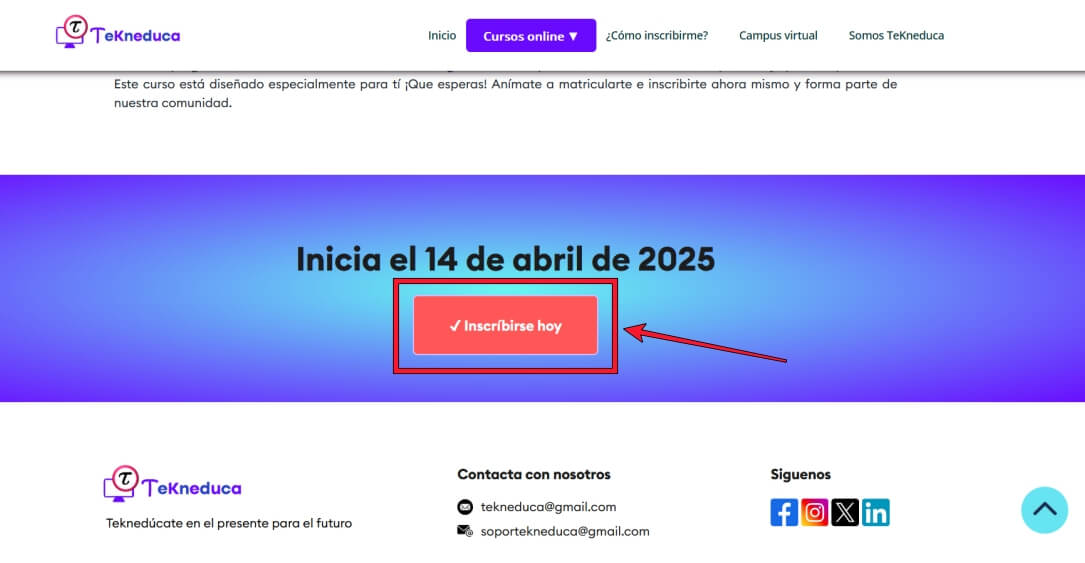 TeKneduca
Inicio
Cursos online ▼
¿Cómo inscribirme?
Campus virtual
Somos TeKneduca
Este curso está diseñado especialmente para tí ¡Que esperas! Anímate a matricularte e inscribirte ahora mismo y forma parte de
nuestra comunidad.
Inicia el 14 de abril de 2025
✓ Inscríbirse hoy
TeKneduca
Teknedúcate en el presente para el futuro
Contacta con nosotros
tekneduca@gmail.com
soportekneduca@gmail.com
Siguenos